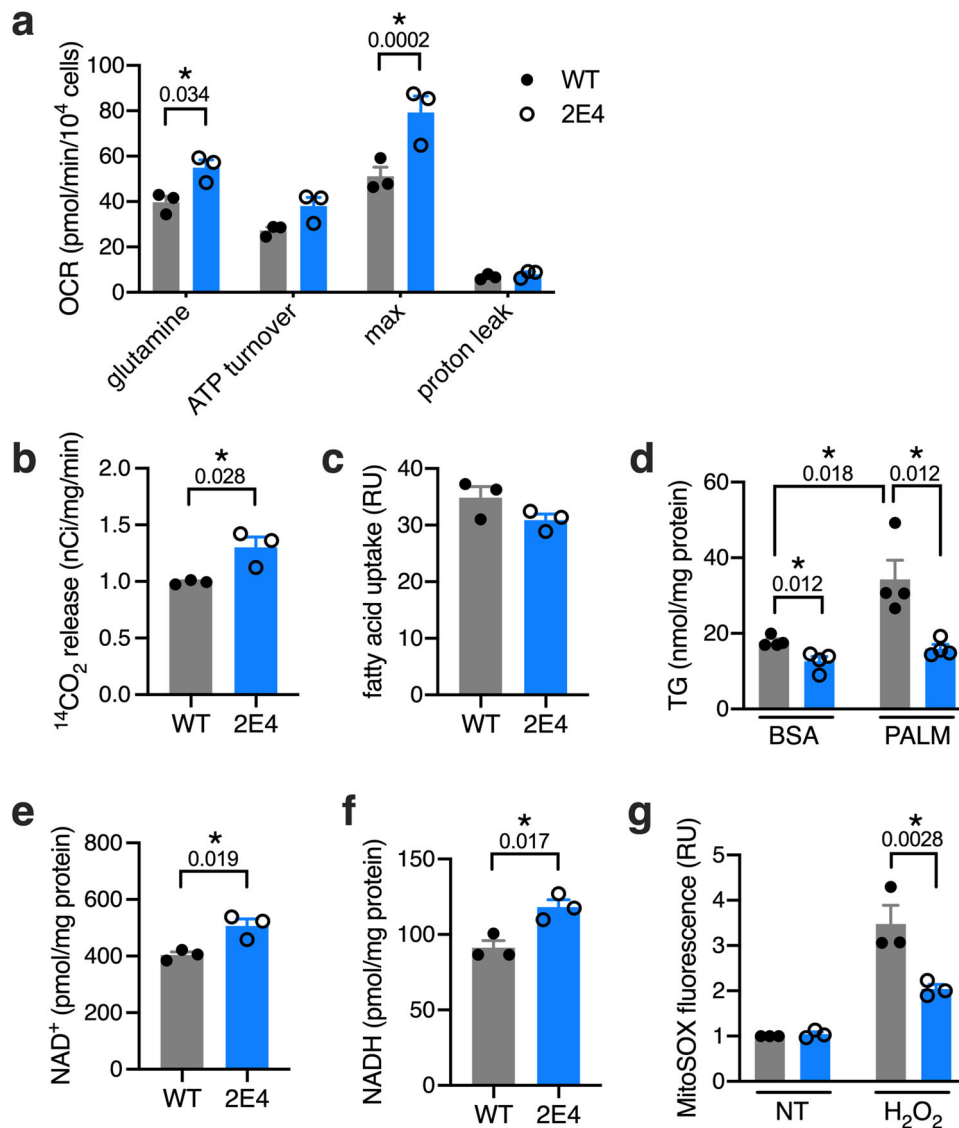 a
*
0.034
*
0.0002
WT
2E4
OCR (pmol/min/10⁴ cells)
100
80
60
40
20
0
glutamine
ATP turnover
max
proton leak
b
¹⁴CO₂ release (nCi/mg/min)
2.0
1.5
1.0
0.5
0.0
*
0.028
WT 2E4
c
fatty acid uptake (RU)
40
30
20
10
0
WT 2E4
d
TG (nmol/mg protein)
60
40
20
0
*
0.018
*
0.012
*
0.012
BSA PALM
e
NAD⁺ (pmol/mg protein)
800
600
400
200
0
*
0.019
WT 2E4
f
NADH (pmol/mg protein)
150
100
50
0
*
0.017
WT 2E4
g
MitoSOX fluorescence (RU)
5
4
3
2
1
0
*
0.0028
NT H₂O₂